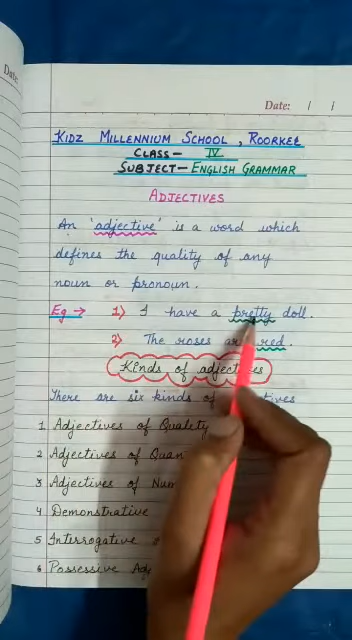 Date:
Date: / /
KIDZ MILLENNIUM SCHOOL, ROORKEE
CLASS- IV
SUBJECT- ENGLISH GRAMMAR
ADJECTIVES
An 'adjective' is a word which
defines the quality of any
noun or pronoun.
Eg → 1) I have a pretty doll.
2) The roses are red.
Kinds of adjectives
There are six kinds of
1 Adjectives of Quality
2 Adjectives of
3 Adjectives of
4 Demonstrative
5 Interrogative
6 Possessive